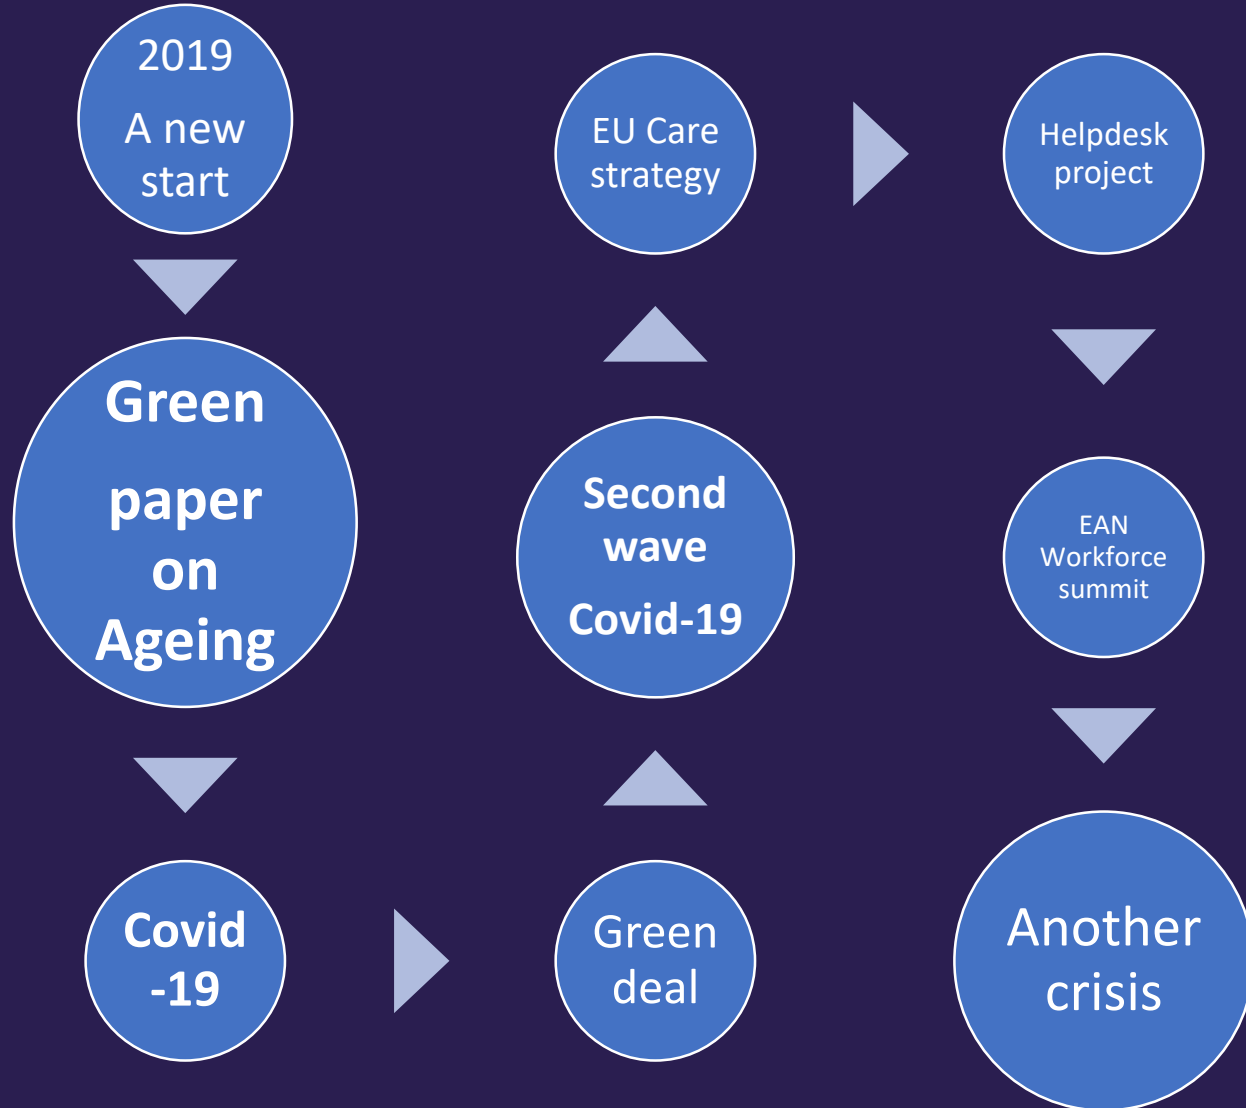 2019
A new
start
Green
paper
on
Ageing
Covid
-19
Green
deal
Second
wave
Covid-19
EU Care
strategy
Helpdesk
project
EAN
Workforce
summit
Another
crisis